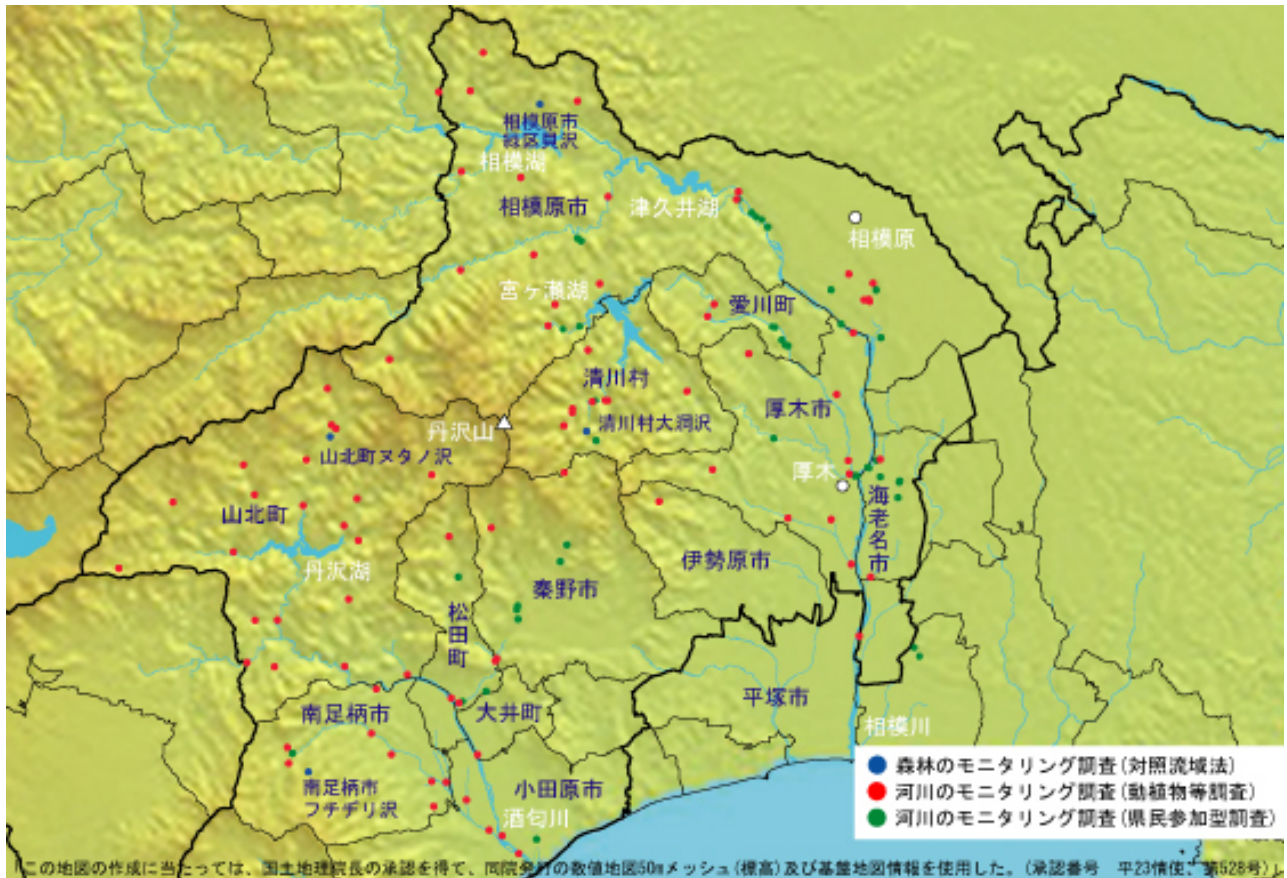 相模原市
緑区貝沢
相模湖
相模原市
津久井湖
相模原
宮ヶ瀬湖
愛川町
清川村
厚木市
丹沢山
清川村大洞沢
山北町ヌタノ沢
厚木
山北町
海老名市
丹沢湖
伊勢原市
秦野市
松田町
平塚市
南足柄市
大井町
相模川
南足柄市
フチヂリ沢
小田原市
酒匂川
森林のモニタリング調査(対照流域法)
河川のモニタリング調査(動植物等調査)
河川のモニタリング調査(県民参加型調査)
「この地図の作成に当たっては、国土地理院長の承認を得て、同院発行の数値地図50mメッシュ(標高)及び基盤地図情報を使用した。(承認番号 平23情使、第528号)」